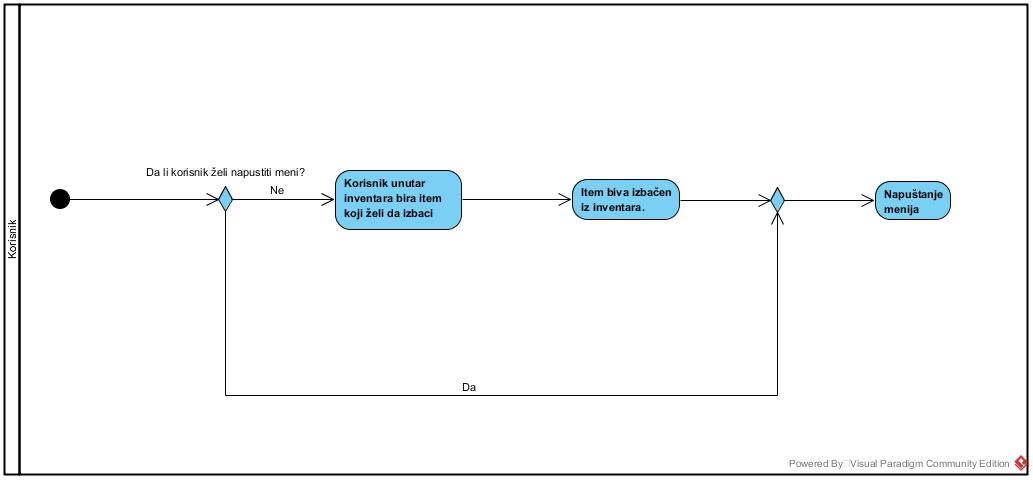 Korisnik
Da li korisnik želi napustiti meni?
Ne
Korisnik unutar
inventara bira item
koji želi da izbaci
Item biva izbačen
iz inventara.
Napuštanje
menija
Da
Powered By Visual Paradigm Community Edition